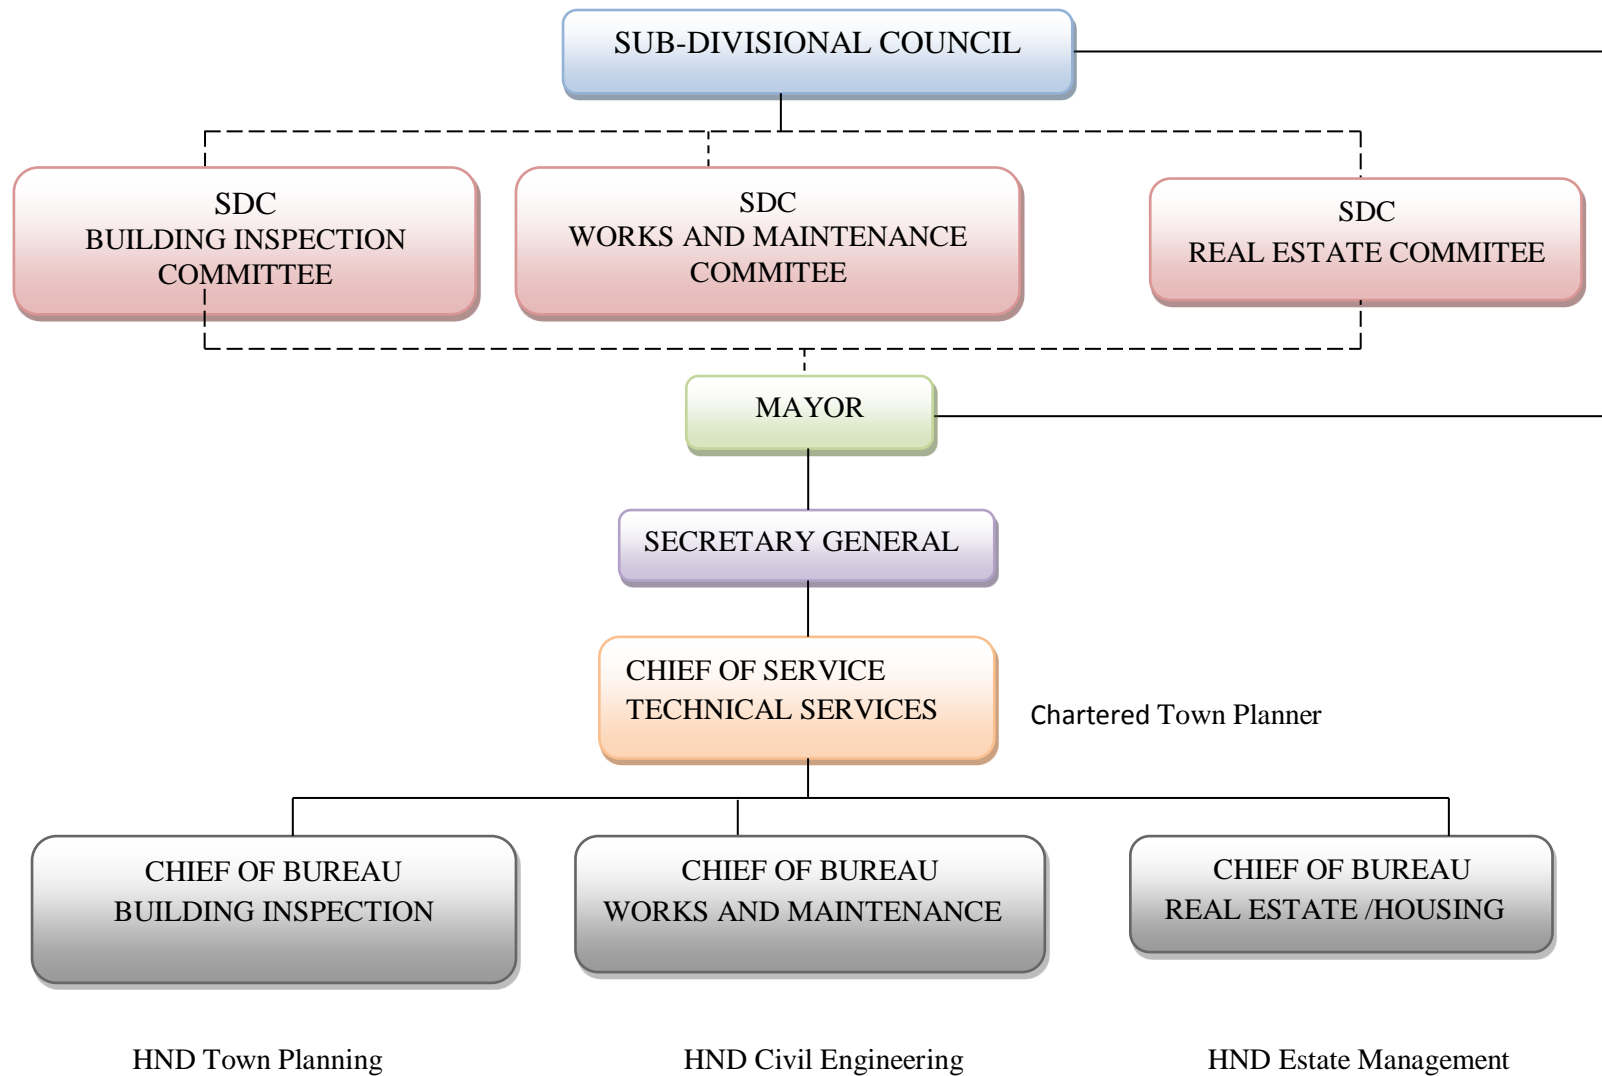 SUB-DIVISIONAL COUNCIL
SDC
BUILDING INSPECTION
COMMITTEE
SDC
WORKS AND MAINTENANCE
COMMITEE
SDC
REAL ESTATE COMMITEE
MAYOR
SECRETARY GENERAL
CHIEF OF SERVICE
TECHNICAL SERVICES
Chartered Town Planner
CHIEF OF BUREAU
BUILDING INSPECTION
CHIEF OF BUREAU
WORKS AND MAINTENANCE
CHIEF OF BUREAU
REAL ESTATE /HOUSING
HND Town Planning
HND Civil Engineering
HND Estate Management